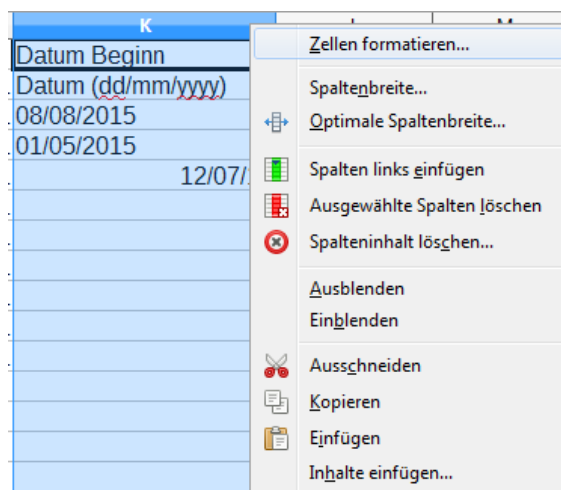 K
Datum Beginn
Datum (dd/mm/yyyy)
08/08/2015
01/05/2015
12/07/
Zellen formatieren...
Spaltenbreite...
Optimale Spaltenbreite...
Spalten links einfügen
Ausgewählte Spalten löschen
Spalteninhalt löschen...
Ausblenden
Einblenden
Ausschneiden
Kopieren
Einfügen
Inhalte einfügen...